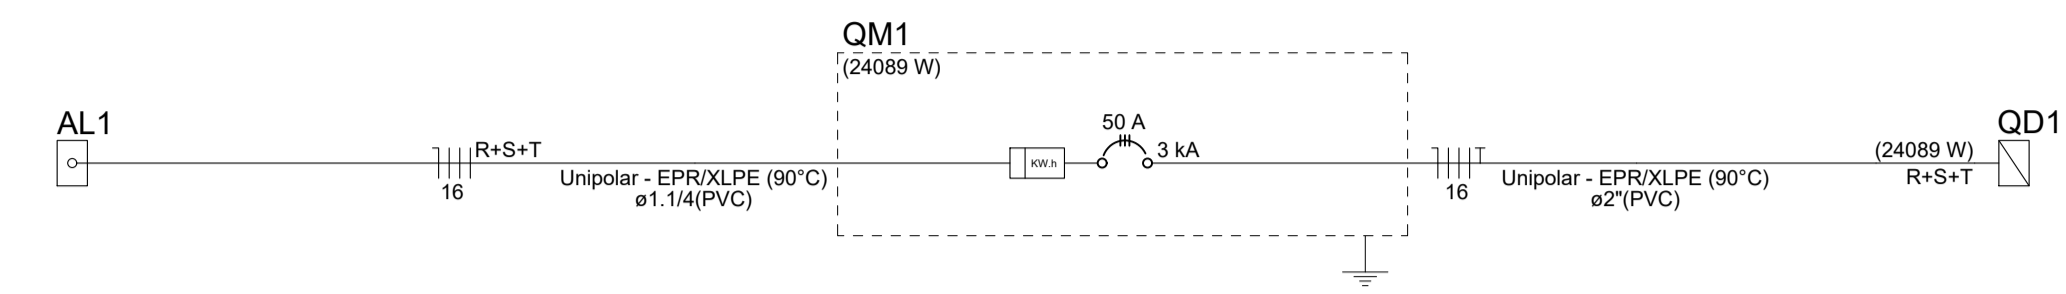 AL1
R+S+T
16
Unipolar - EPR/XLPE (90°C)
ø1.1/4(PVC)
QM1
(24089 W)
KW.h
50 A
3 kA
16
Unipolar - EPR/XLPE (90°C)
ø2"(PVC)
(24089 W)
R+S+T
QD1